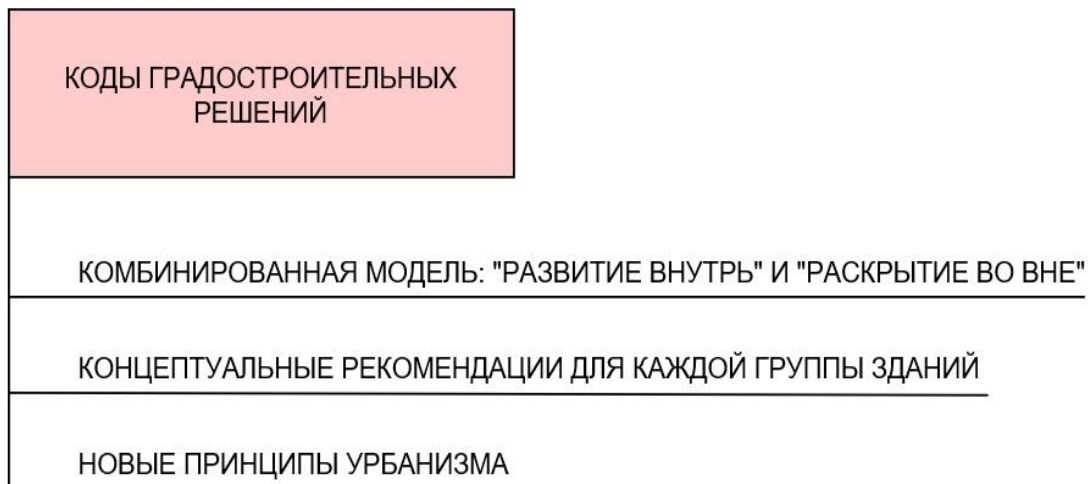 КОДЫ ГРАДОСТРОИТЕЛЬНЫХ
РЕШЕНИЙ
КОМБИНИРОВАННАЯ МОДЕЛЬ: "РАЗВИТИЕ ВНУТРЬ" И "РАСКРЫТИЕ ВО ВНЕ"
КОНЦЕПТУАЛЬНЫЕ РЕКОМЕНДАЦИИ ДЛЯ КАЖДОЙ ГРУППЫ ЗДАНИЙ
НОВЫЕ ПРИНЦИПЫ УРБАНИЗМА